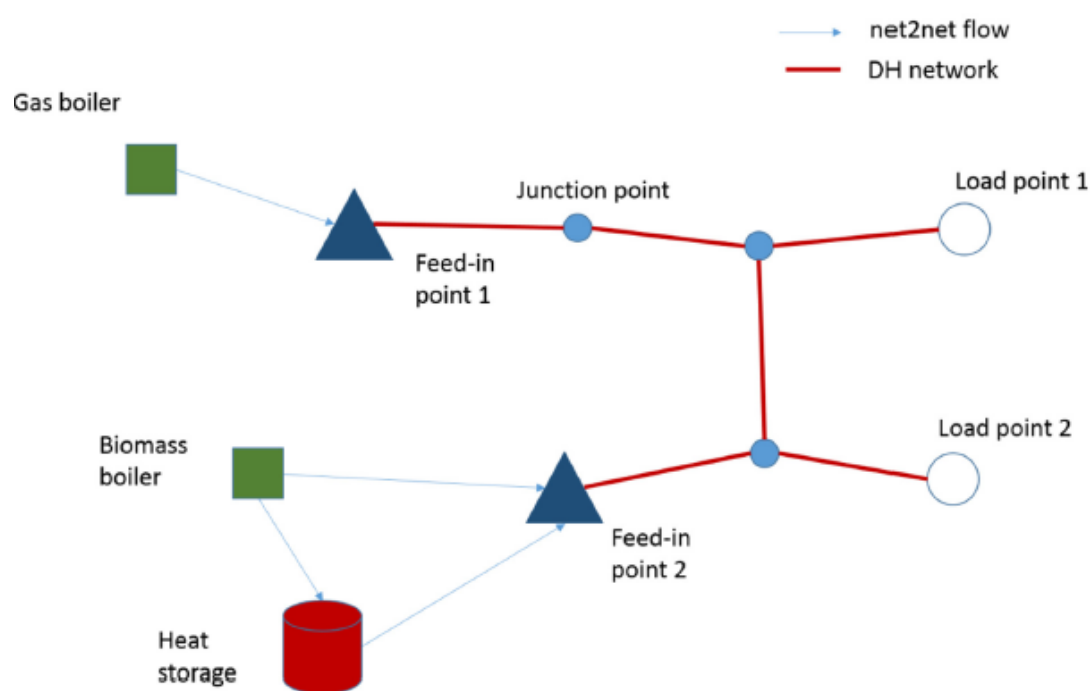 net2net flow
DH network
Gas boiler
Junction point
Load point 1
Feed-in
point 1
Biomass
boiler
Load point 2
Feed-in
point 2
Heat
storage